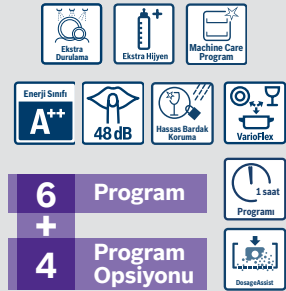 Ekstra
Durulama
Ekstra Hijyen
Machine Care
Program
Enerji Sınıfı
A++
48 dB
Hassas Bardak
Koruma
VarioFlex
6 Program
+
4 Program
Opsiyonu
1 saat
Programı
DosageAssist